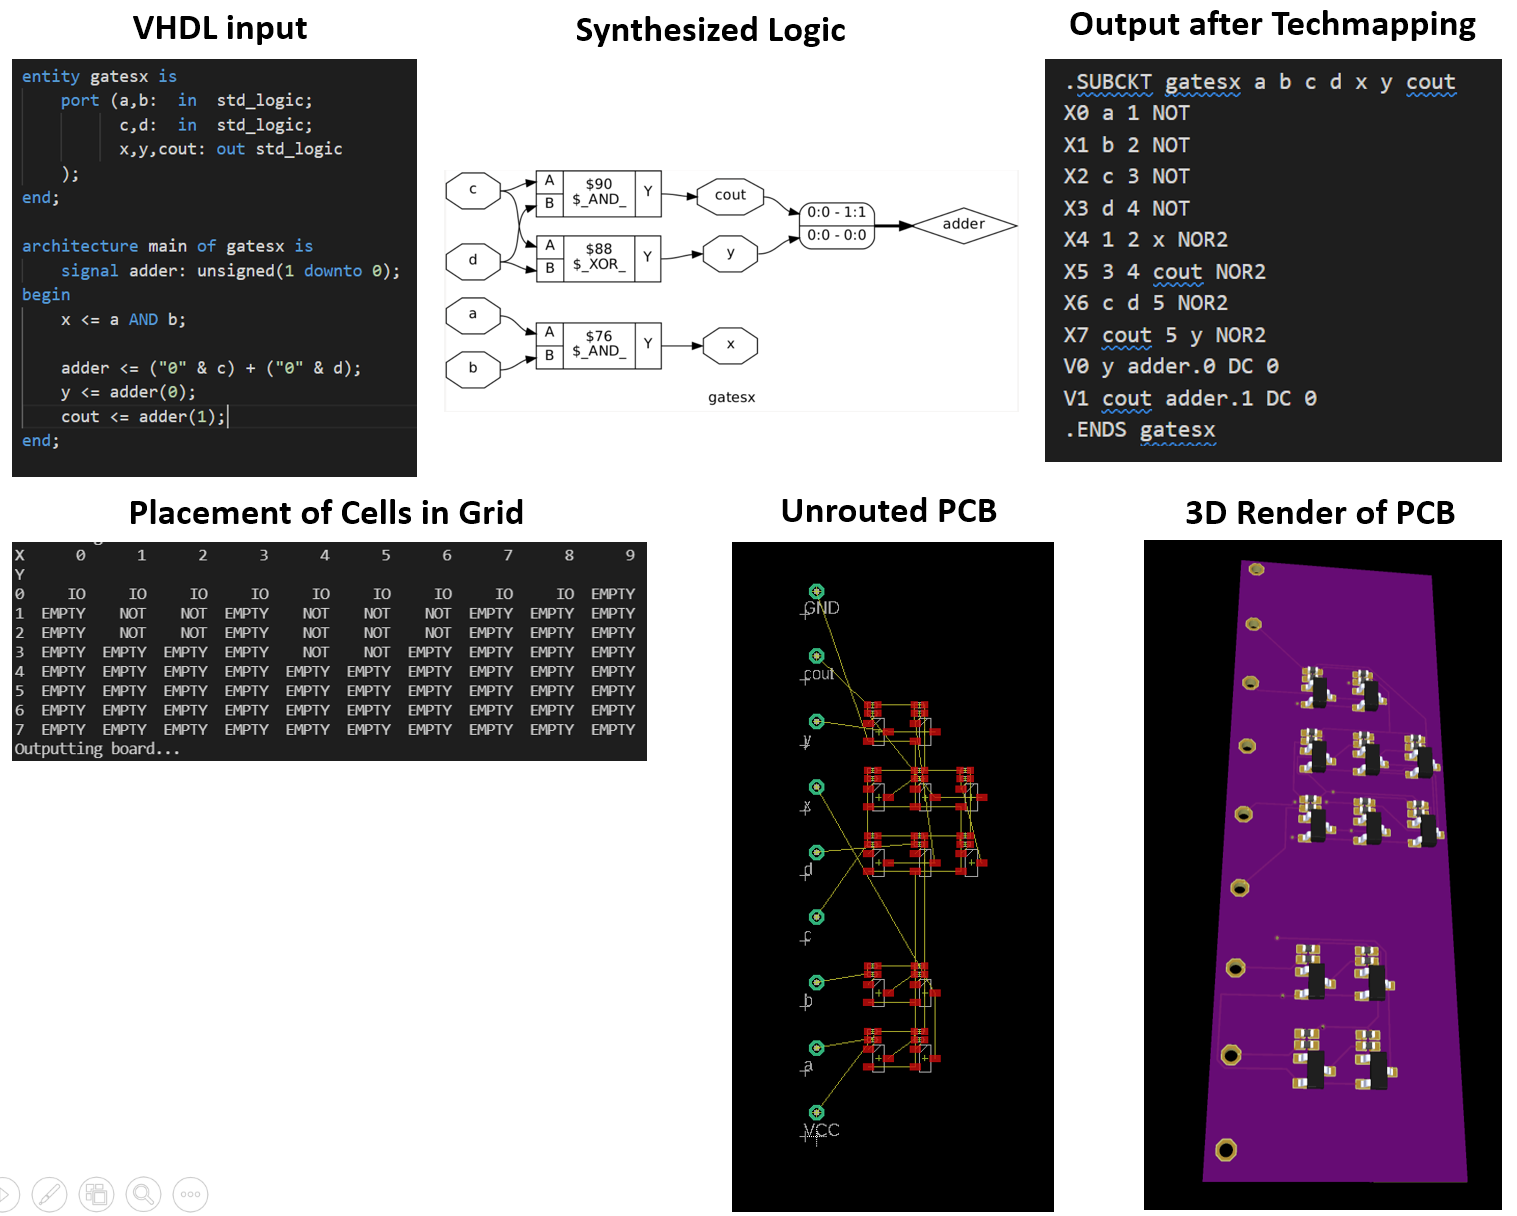 VHDL input
entity gatesx is
port (a,b: in std_logic;
c,d: in std_logic;
x,y,cout: out std_logic
);
end;
architecture main of gatesx is
signal adder: unsigned(1 downto 0);
begin
x <= a AND b;
adder <= ("0" & c) + ("0" & d);
y <= adder(0);
cout <= adder(1);
end;
Synthesized Logic
c
d
a
b
A
B
$90
$_AND_
Y
A
B
$88
$_XOR_
Y
A
B
$76
$_AND_
Y
cout
y
x
0:0 - 1:1
0:0 - 0:0
adder
gatesx
Output after Techmapping
.SUBCKT gatesx a b c d x y cout
X0 a 1 NOT
X1 b 2 NOT
X2 c 3 NOT
X3 d 4 NOT
X4 1 2 x NOR2
X5 3 4 cout NOR2
X6 c d 5 NOR2
X7 cout 5 y NOR2
V0 y adder.0 DC 0
V1 cout adder.1 DC 0
.ENDS gatesx
Placement of Cells in Grid
X 0 1 2 3 4 5 6 7 8 9
Y
0 IO IO IO IO IO IO IO IO IO EMPTY
1 EMPTY NOT NOT EMPTY NOT NOT NOT EMPTY EMPTY EMPTY
2 EMPTY NOT NOT EMPTY NOT NOT NOT EMPTY EMPTY EMPTY
3 EMPTY EMPTY EMPTY EMPTY NOT NOT EMPTY EMPTY EMPTY EMPTY
4 EMPTY EMPTY EMPTY EMPTY EMPTY EMPTY EMPTY EMPTY EMPTY EMPTY
5 EMPTY EMPTY EMPTY EMPTY EMPTY EMPTY EMPTY EMPTY EMPTY EMPTY
6 EMPTY EMPTY EMPTY EMPTY EMPTY EMPTY EMPTY EMPTY EMPTY EMPTY
7 EMPTY EMPTY EMPTY EMPTY EMPTY EMPTY EMPTY EMPTY EMPTY EMPTY
Outputting board...
Unrouted PCB
GND
cout
y
x
d
c
b
a
VCC
3D Render of PCB